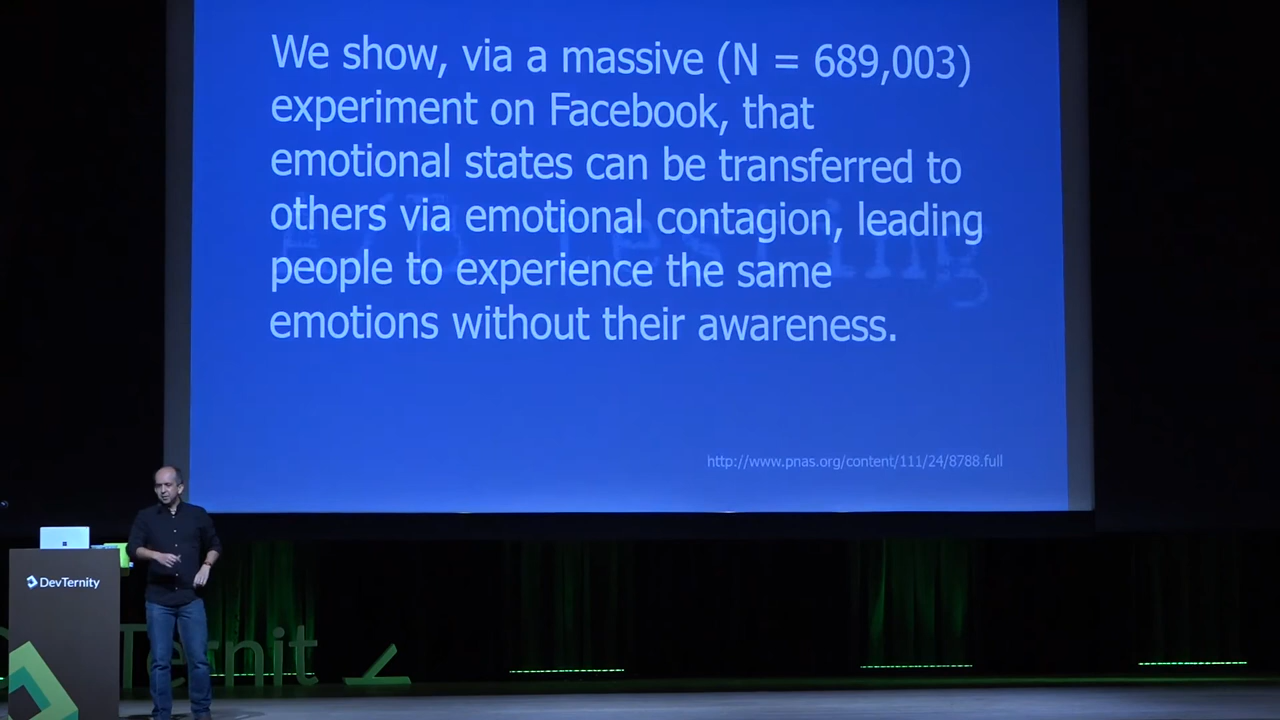 We show, via a massive (N = 689,003)
experiment on Facebook, that
emotional states can be transferred to
others via emotional contagion, leading
people to experience the same
emotions without their awareness.
http://www.pnas.org/content/111/24/8788.full
DevTernity
Ternit